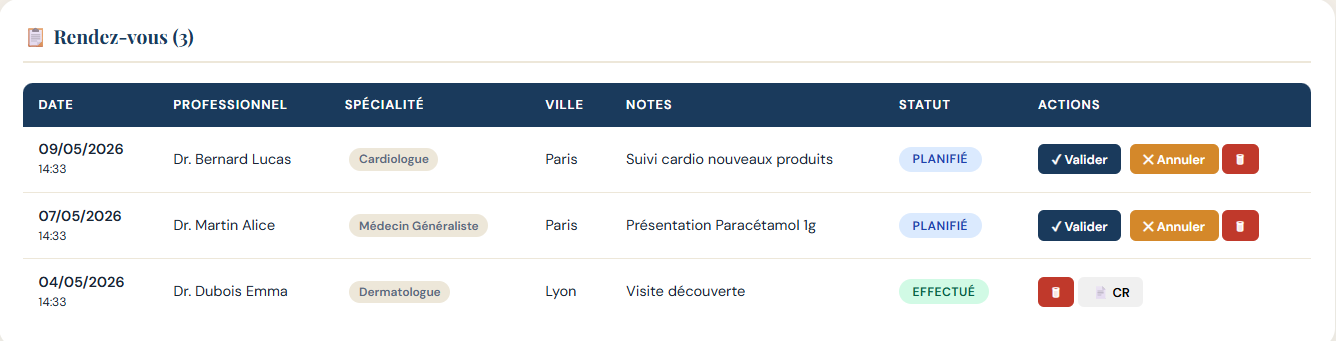 Rendez-vous (3)
DATE PROFESSIONNEL SPÉCIALITÉ VILLE NOTES STATUT ACTIONS
09/05/2026
14:33
Dr. Bernard Lucas Cardiologue Paris Suivi cardio nouveaux produits PLANIFIÉ ✓ Valider ✕ Annuler
07/05/2026
14:33
Dr. Martin Alice Médecin Généraliste Paris Présentation Paracétamol 1g PLANIFIÉ ✓ Valider ✕ Annuler
04/05/2026
14:33
Dr. Dubois Emma Dermatologue Lyon Visite découverte EFFECTUÉ CR